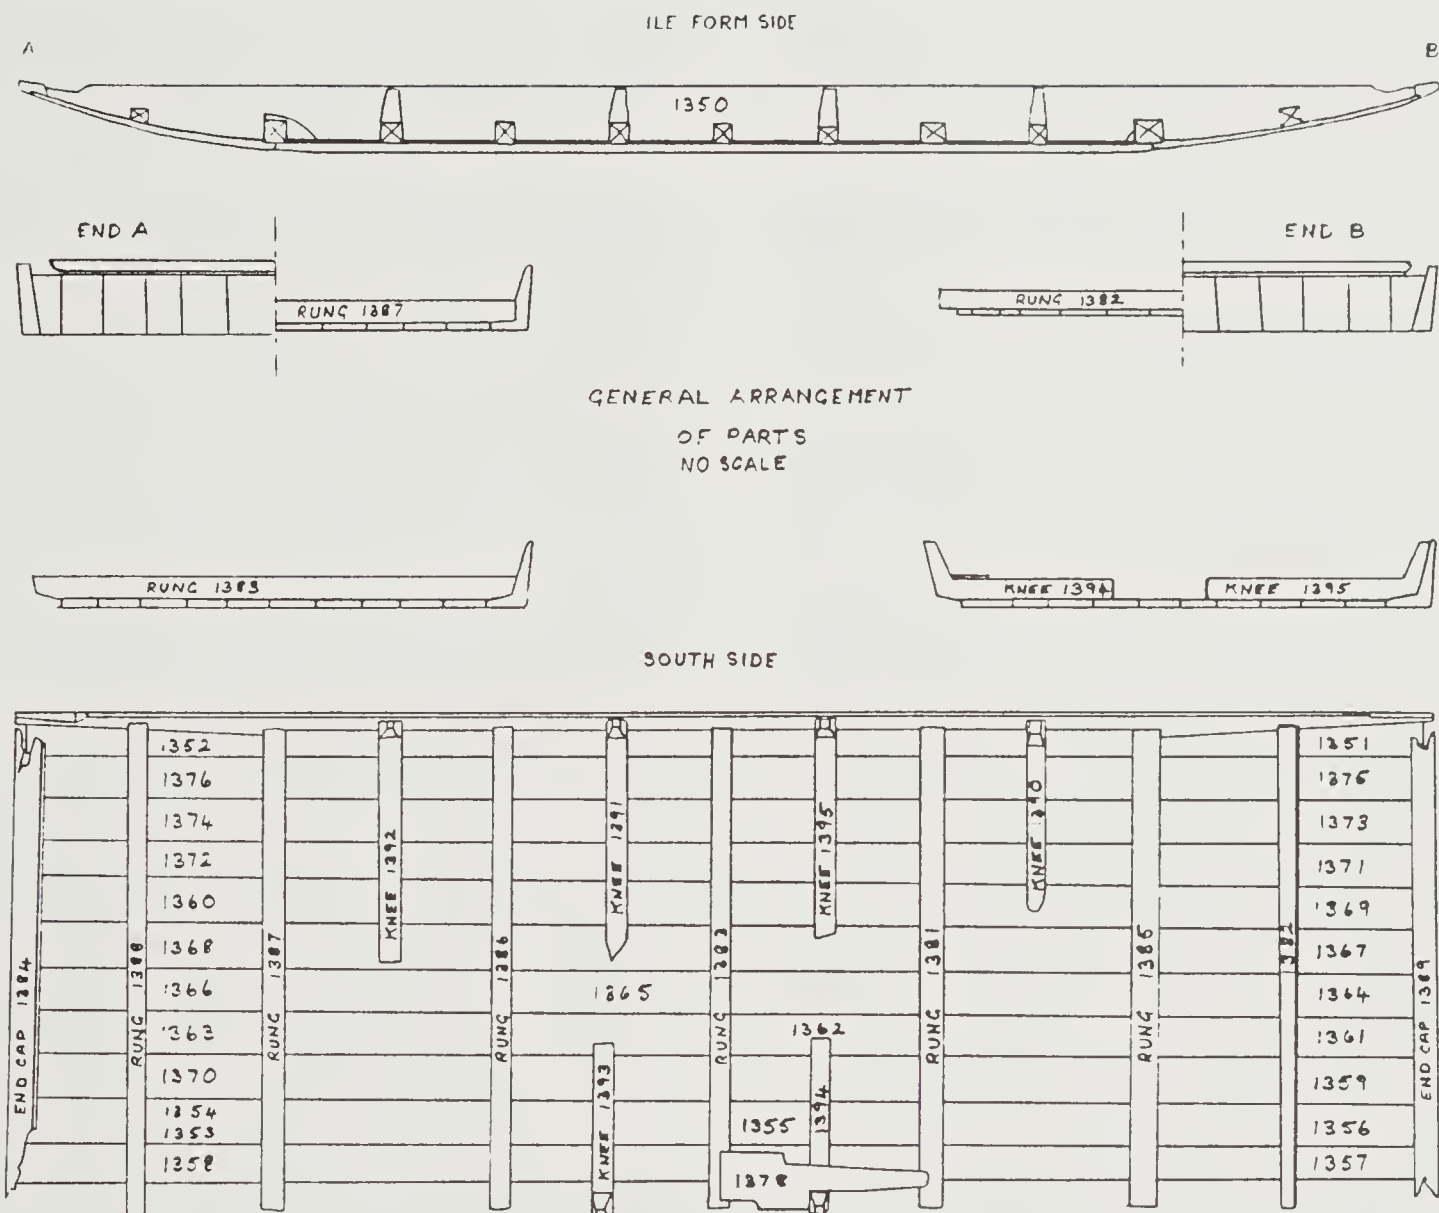 ILE FORM SIDE
A B
1350
END A END B
RUNG 1387 RUNG 1382
GENERAL ARRANGEMENT
OF PARTS
NO SCALE
RUNG 1383 KNEE 1394 KNEE 1395
SOUTH SIDE
1352 1351
1376 1375
1374 1373
1372 1371
1360 1369
1368 1367
1366 1365 1364
1363 1362 1361
1370 1359
1354
1353 1355 1356
1358 1357
1378
END CAP 1384
RUNG 1388
RUNG 1387
KNEE 1392
RUNG 1386
KNEE 1391
KNEE 1393
RUNG 1383
KNEE 1395
1394
RUNG 1381
KNEE 1390
RUNG 1385
1382
END CAP 1389